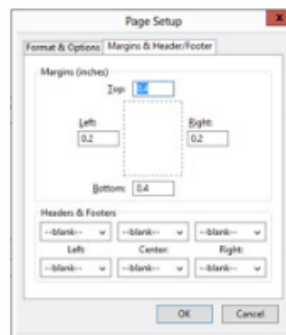 Page Setup
Format & Options Margins & Header/Footer
Margins (inches)
Top:
Left: Right:
0.2 0.2
Bottom: 0.4
Headers & Footers
--blank-- --blank-- --blank--
Left: Center: Right:
--blank-- --blank-- --blank--
OK Cancel